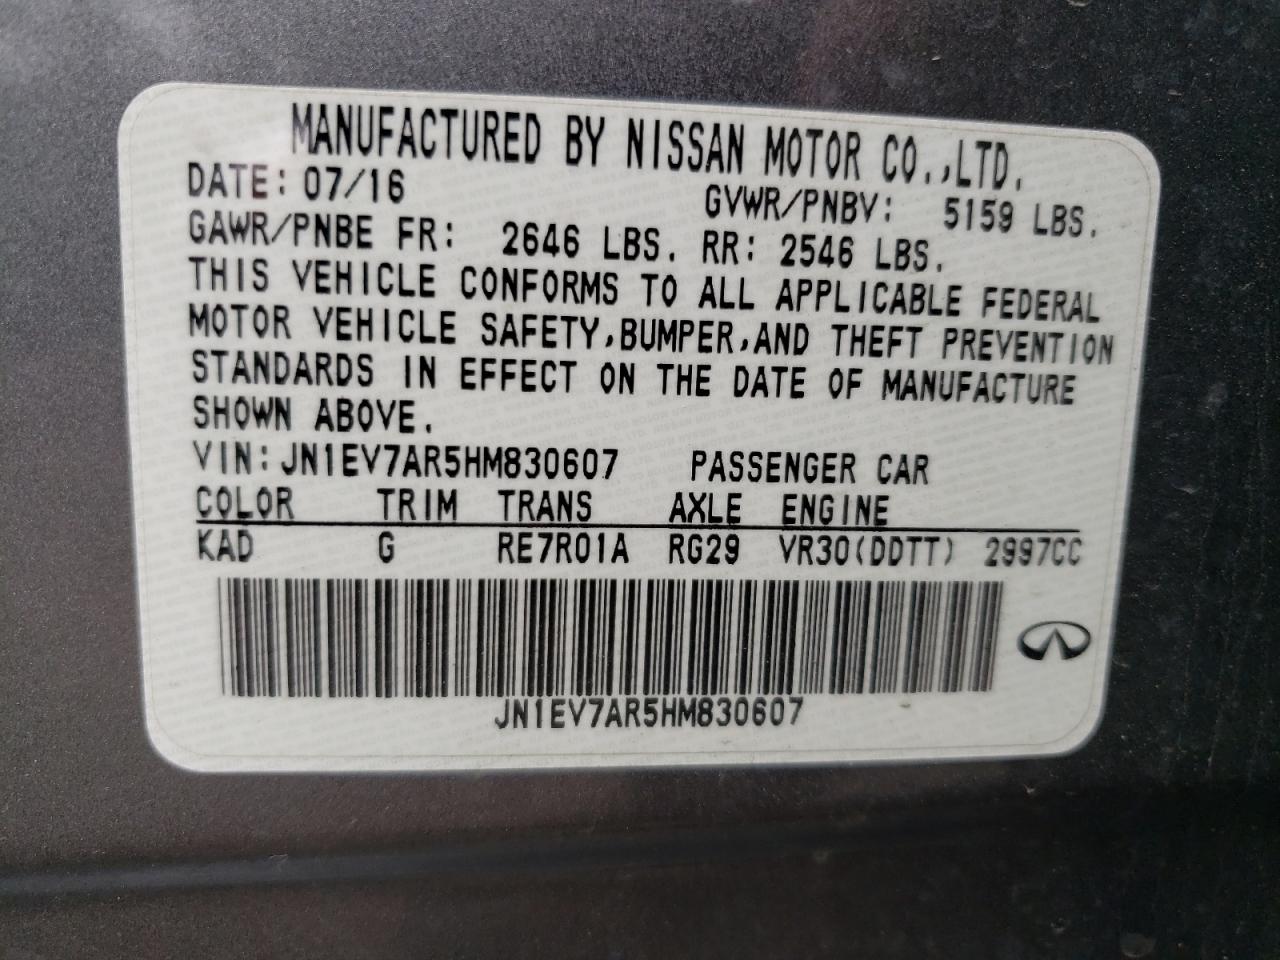 MANUFACTURED BY NISSAN MOTOR CO.,LTD.
DATE: 07/16 GVWR/PNBV: 5159 LBS.
GAWR/PNBE FR: 2646 LBS. RR: 2546 LBS.
THIS VEHICLE CONFORMS TO ALL APPLICABLE FEDERAL
MOTOR VEHICLE SAFETY,BUMPER,AND THEFT PREVENTION
STANDARDS IN EFFECT ON THE DATE OF MANUFACTURE
SHOWN ABOVE.
VIN: JN1EV7AR5HM830607 PASSENGER CAR
COLOR TRIM TRANS AXLE ENGINE
KAD G RE7R01A RG29 VR30(DDTT) 2997CC
JN1EV7AR5HM830607